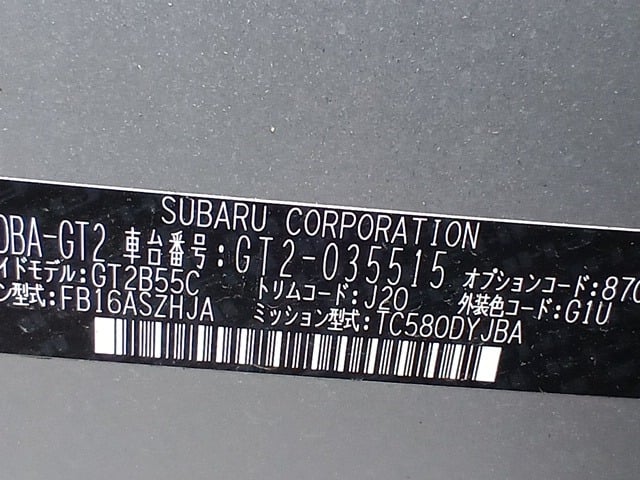 SUBARU CORPORATION
DBA-GT2 車台番号:GT2-035515 オプションコード:870
イドモデル:GT2B55C トリムコード:J20 外装色コード:G1U
ン型式:FB16ASZHJA ミッション型式:TC580DYJBA